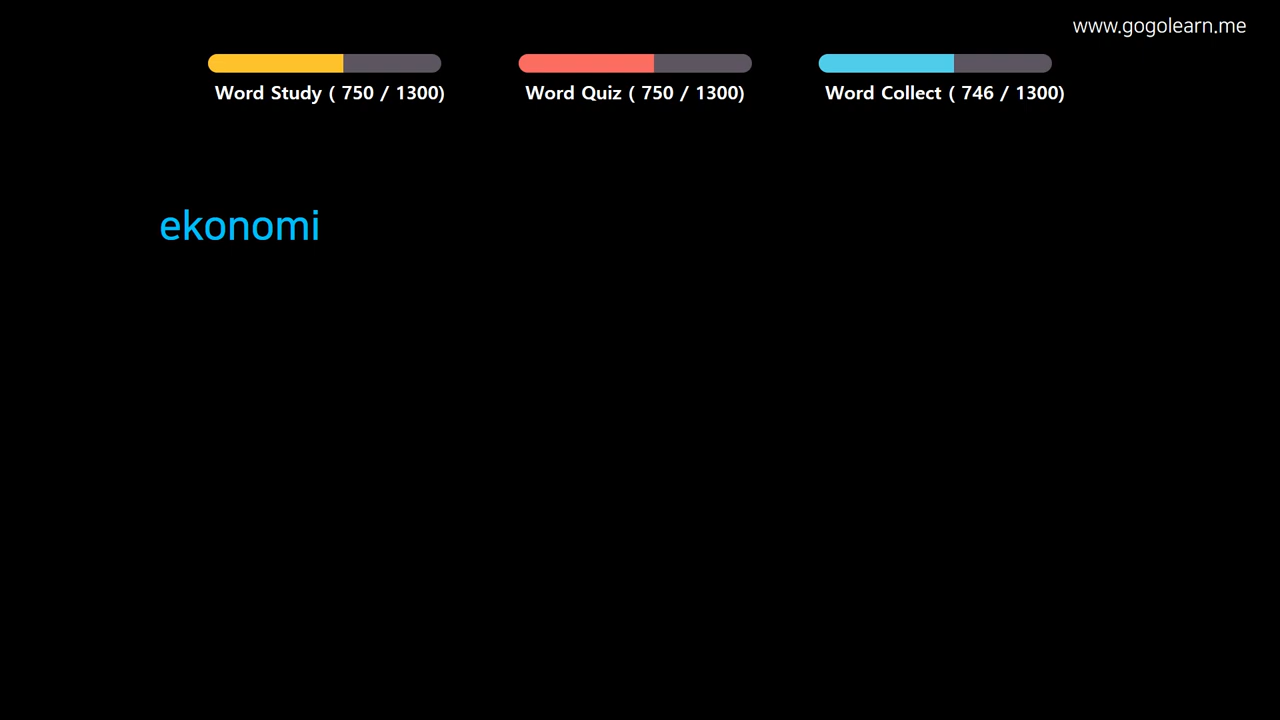 www.gogolearn.me
Word Study ( 750 / 1300)
Word Quiz ( 750 / 1300)
Word Collect ( 746 / 1300)
ekonomi